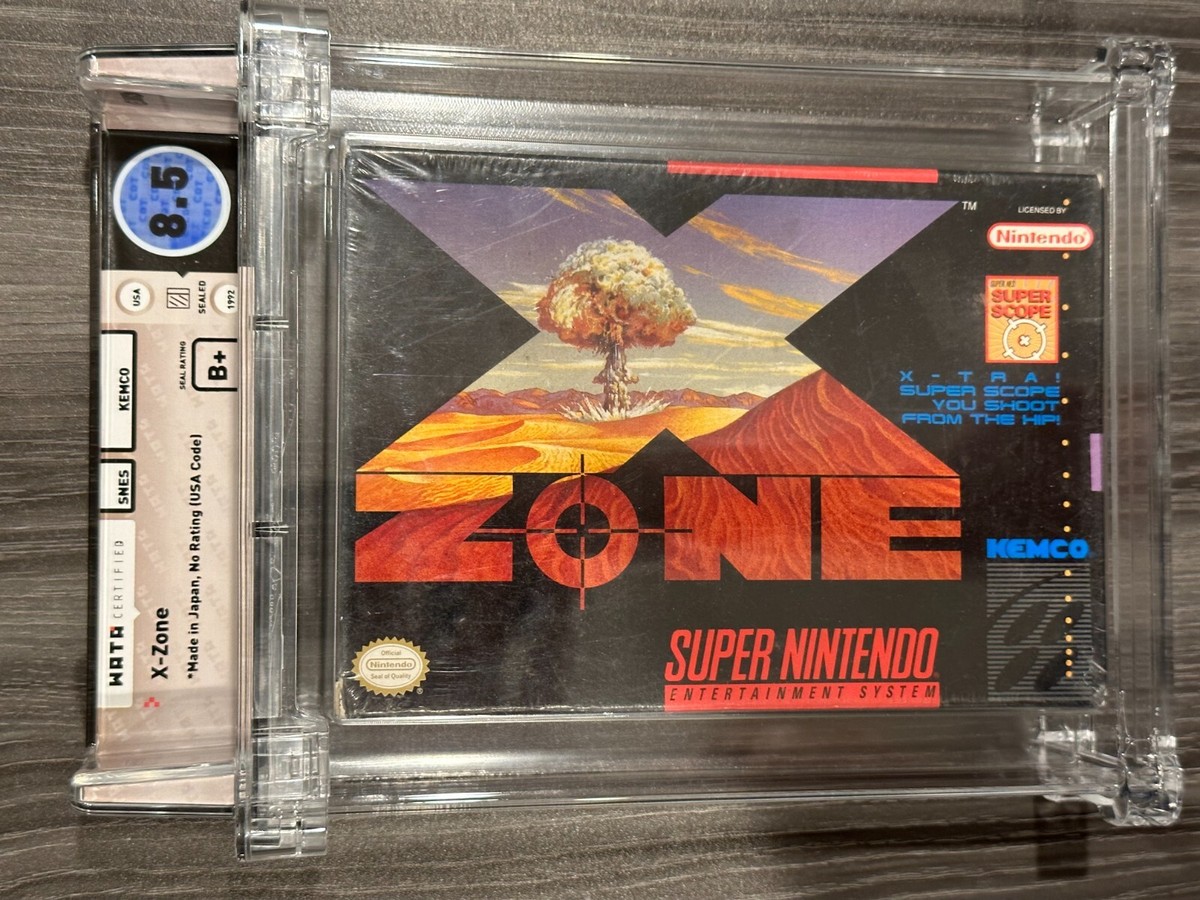 8.5
USA
SEALED
1992
KEMCO
SEAL RATING
B+
SNES
WATA CERTIFIED
X-Zone
*Made in Japan, No Rating (USA Code)
X
TM
ZONE
LICENSED BY
Nintendo®
SUPER NES
SUPER
SCOPE
X-TRA!
SUPER SCOPE
YOU SHOOT
FROM THE HIP!
KEMCO
Official
Nintendo
Seal of Quality
®
SUPER NINTENDO
ENTERTAINMENT SYSTEM